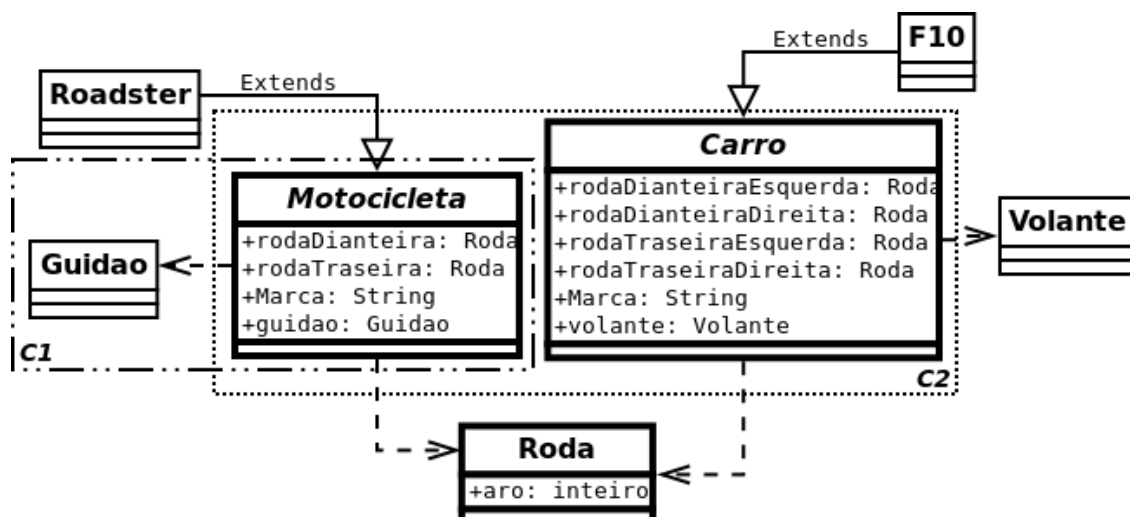 F10
Extends
Roadster
Extends
Carro
+rodaDianteiraEsquerda: Roda
+rodaDianteiraDireita: Roda
+rodaTraseiraEsquerda: Roda
+rodaTraseiraDireita: Roda
+Marca: String
+volante: Volante
Motocicleta
+rodaDianteira: Roda
+rodaTraseira: Roda
+Marca: String
+guidao: Guidao
Volante
Guidao
C1
C2
Roda
+aro: inteiro